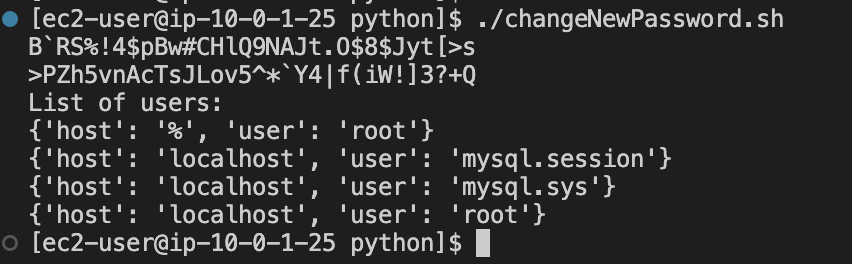 [ec2-user@ip-10-0-1-25 python]$ ./changeNewPassword.sh
B`RS%!4$pBw#CHlQ9NAJt.O$8$Jyt[>s
>PZh5vnAcTsJLov5^*`Y4|f(iW!]3?+Q
List of users:
{'host': '%', 'user': 'root'}
{'host': 'localhost', 'user': 'mysql.session'}
{'host': 'localhost', 'user': 'mysql.sys'}
{'host': 'localhost', 'user': 'root'}
[ec2-user@ip-10-0-1-25 python]$